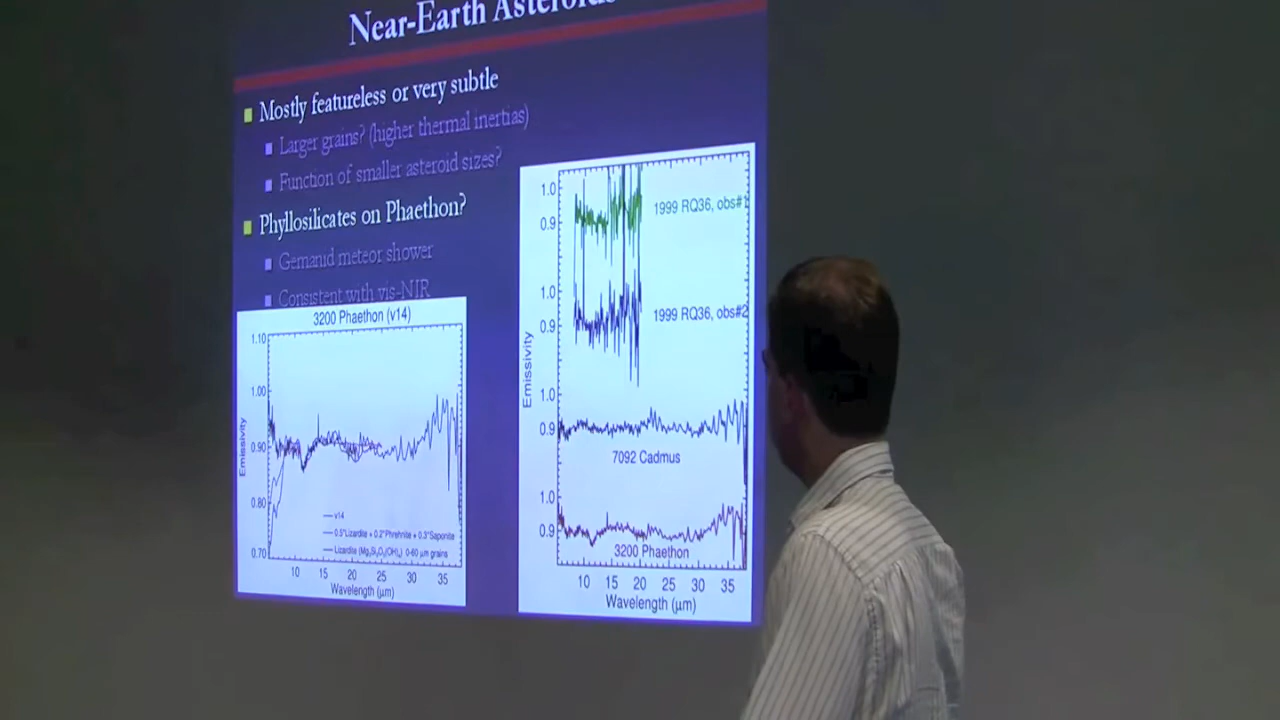 Near-Earth Asteroids
Mostly featureless or very subtle
Larger grains? (higher thermal inertias)
Function of smaller asteroid sizes?
Phyllosilicates on Phaethon?
Gemanid meteor shower
Consistent with vis-NIR
3200 Phaethon (v14)
1.10
1.00
0.90
0.80
0.70
Emissivity
v14
0.5*Lizardite + 0.2*Phrehnite + 0.3*Saponite
Lizardite (Mg3Si2O5(OH)4) 0-60 µm grains
10 15 20 25 30 35
Wavelength (µm)
1.0
0.9
1999 RQ36, obs#1
1.0
0.9
1999 RQ36, obs#2
Emissivity
1.0
0.9
7092 Cadmus
1.0
0.9
3200 Phaethon
10 15 20 25 30 35
Wavelength (µm)